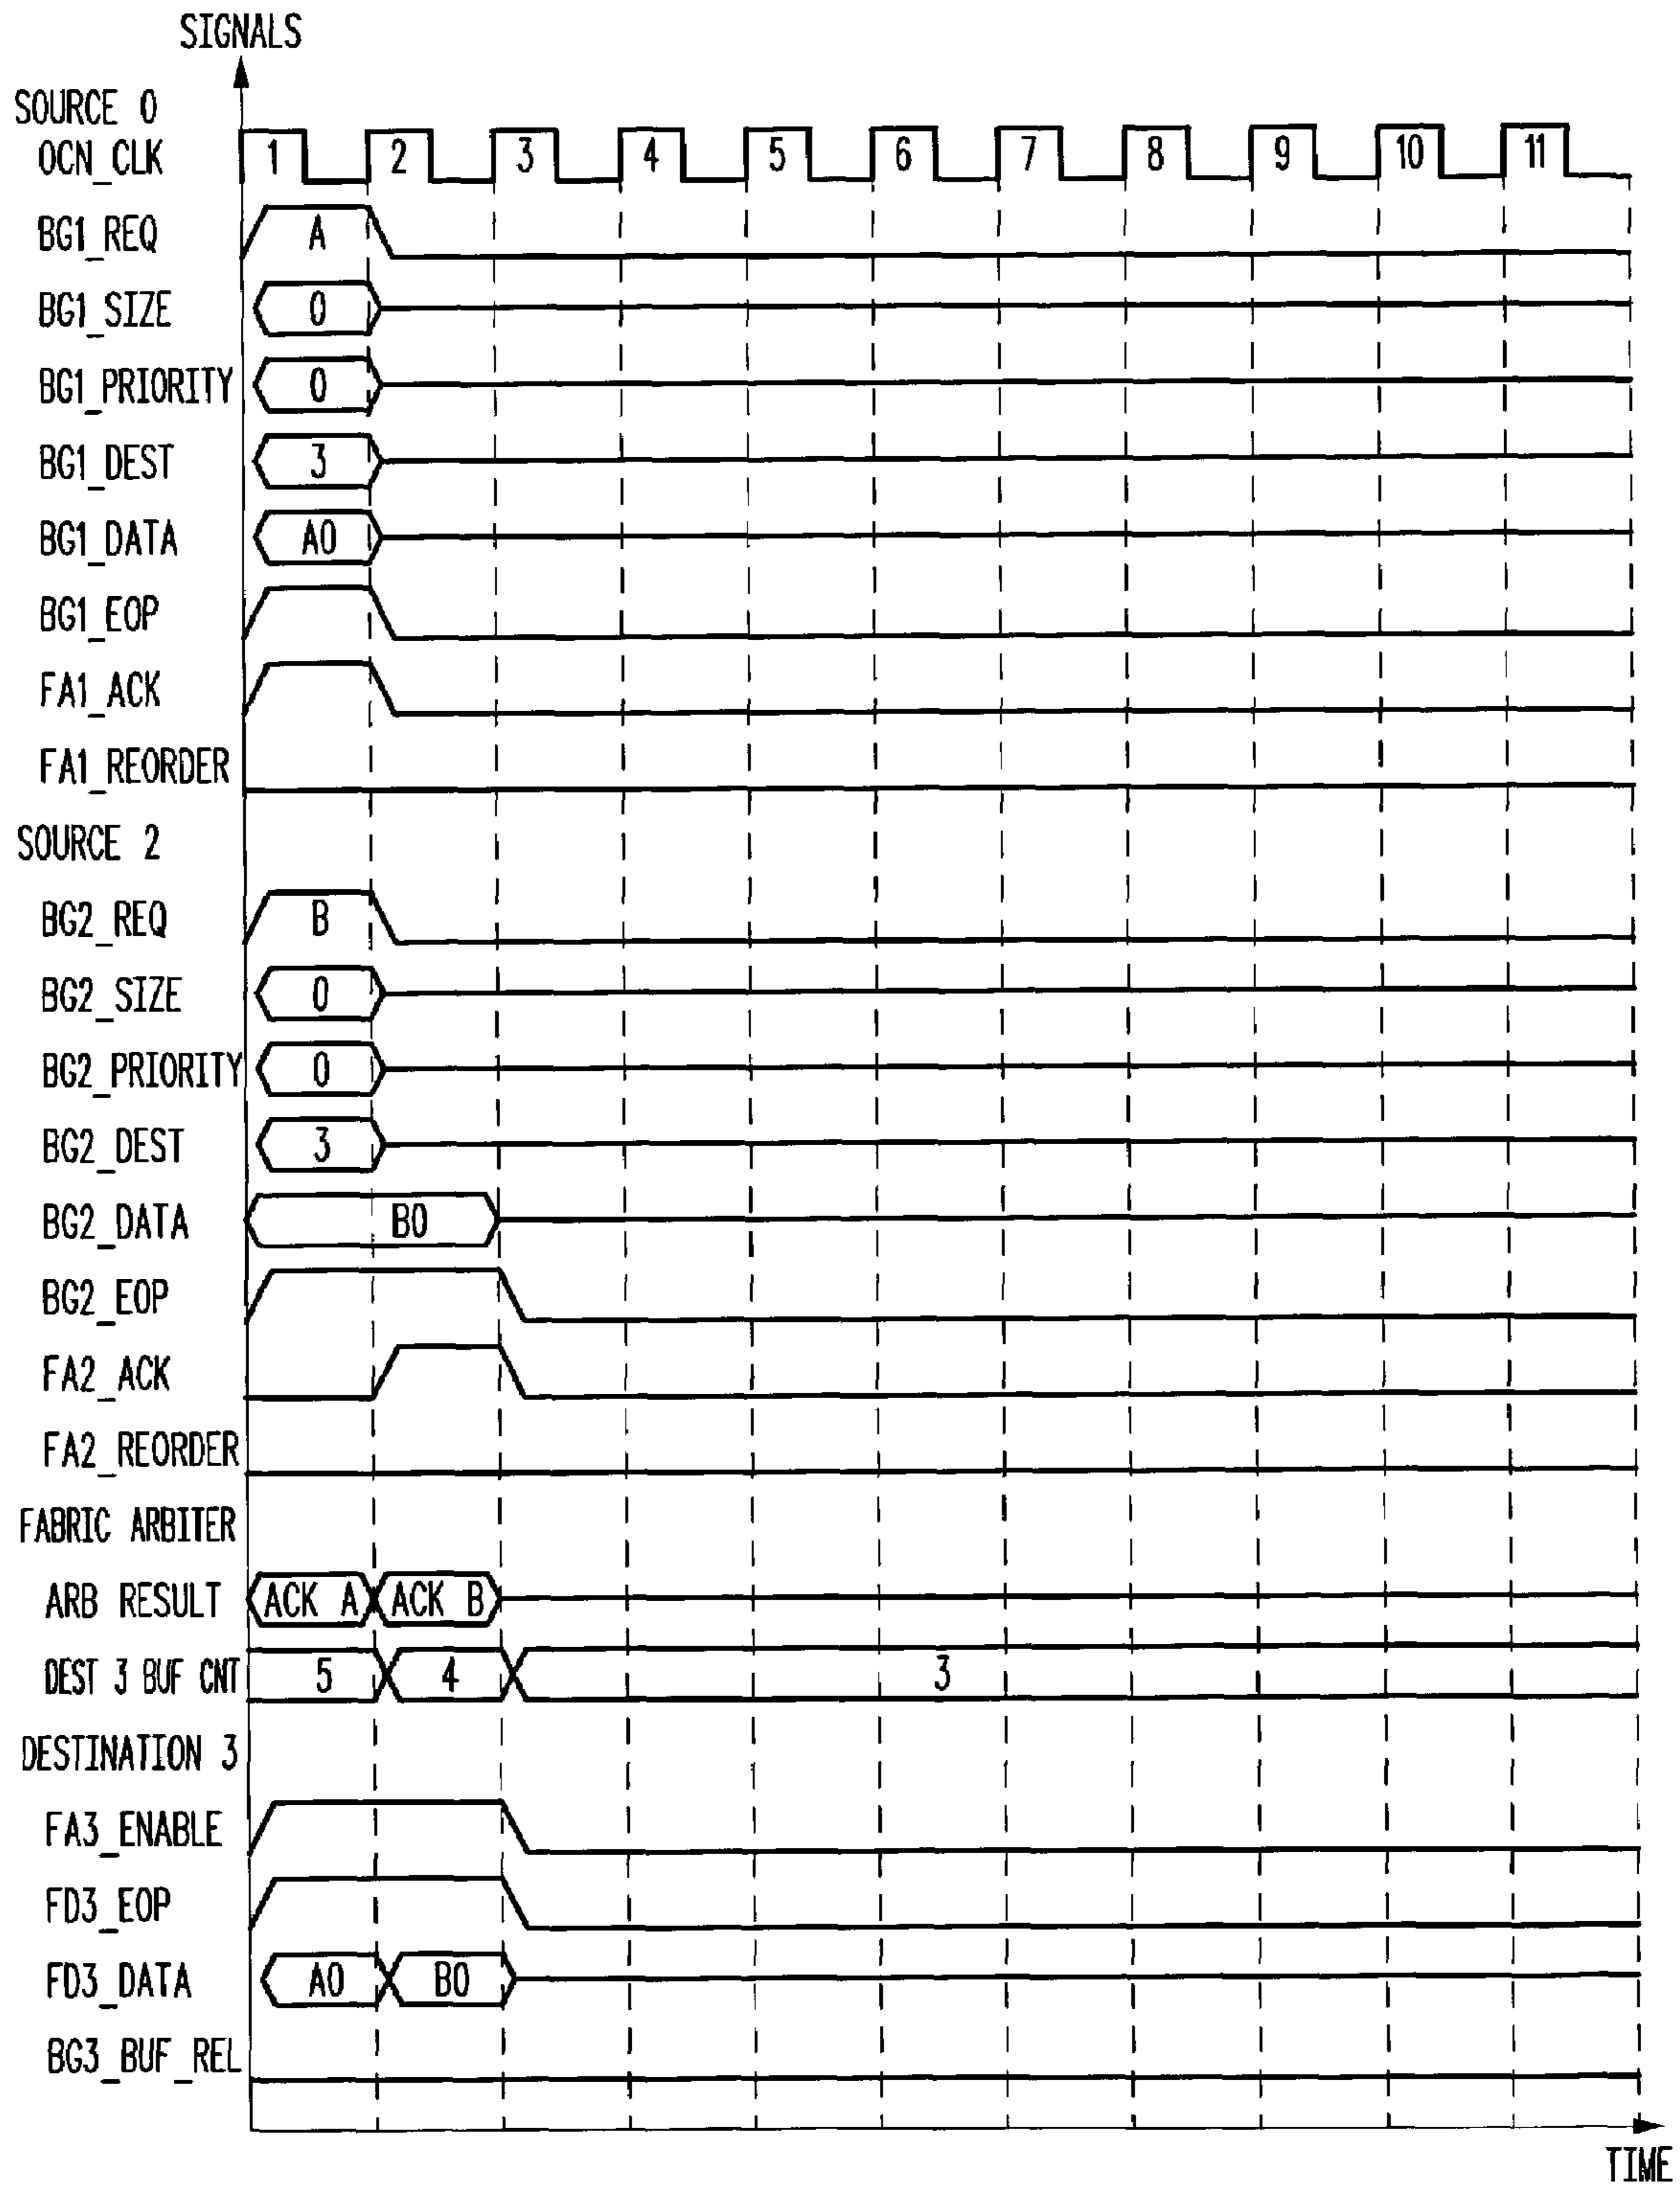 SIGNALS
SOURCE 0
OCN_CLK 1 2 3 4 5 6 7 8 9 10 11
BG1_REQ A
BG1_SIZE 0
BG1_PRIORITY 0
BG1_DEST 3
BG1_DATA A0
BG1_EOP
FA1_ACK
FA1_REORDER
SOURCE 2
BG2_REQ B
BG2_SIZE 0
BG2_PRIORITY 0
BG2_DEST 3
BG2_DATA B0
BG2_EOP
FA2_ACK
FA2_REORDER
FABRIC ARBITER
ARB RESULT ACK A ACK B
DEST 3 BUF CNT 5 4 3
DESTINATION 3
FA3_ENABLE
FD3_EOP
FD3_DATA A0 B0
BG3_BUF_REL
TIME